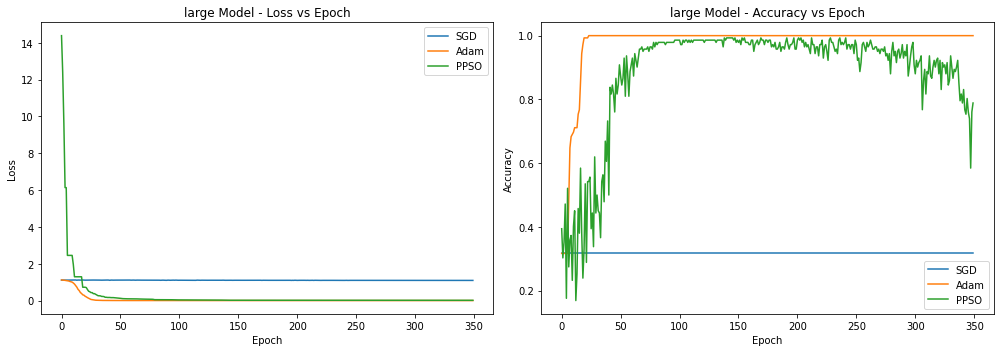 large Model - Loss vs Epoch
14
12
10
8
6
4
2
0
Loss
0 50 100 150 200 250 300 350
Epoch
SGD
Adam
PPSO
large Model - Accuracy vs Epoch
1.0
0.8
0.6
0.4
0.2
Accuracy
0 50 100 150 200 250 300 350
Epoch
SGD
Adam
PPSO